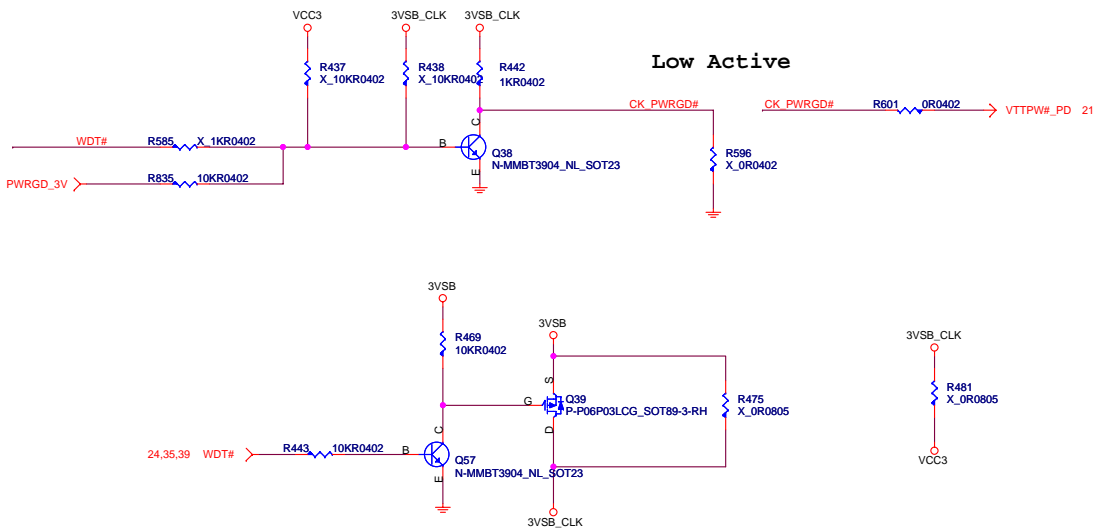 VCC3
3VSB_CLK
3VSB_CLK
Low Active
R437
X_10KR0402
R438
X_10KR0402
R442
1KR0402
CK_PWRGD#
CK_PWRGD#
R601
0R0402
VTTPW#_PD 21
WDT#
R585
X_1KR0402
B
C
E
Q38
N-MMBT3904_NL_SOT23
R596
X_0R0402
PWRGD_3V
R835
10KR0402
3VSB
R469
10KR0402
3VSB
S
G
D
Q39
P-P06P03LCG_SOT89-3-RH
R475
X_0R0805
3VSB_CLK
R481
X_0R0805
VCC3
24,35,39 WDT#
R443
10KR0402
B
C
E
Q57
N-MMBT3904_NL_SOT23
3VSB_CLK